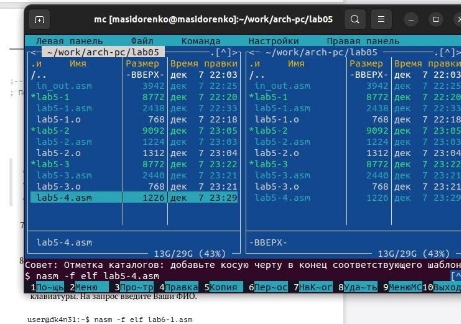 mc [masidorenko@masidorenko]:~/work/arch-pc/lab05
Левая панель Файл Команда Настройки Правая панель
<— ~/work/arch-pc/lab05 ——.[^]> <— ~/work/arch-pc/lab05 ——.[^]>
.и Имя Размер Время правки .и Имя Размер Время правки
/.. -ВВЕРХ- дек 7 22:03 /.. -ВВЕРХ- дек 7 22:03
in_out.asm 3942 дек 7 22:25 in_out.asm 3942 дек 7 22:25
*lab5-1 8772 дек 7 22:20 *lab5-1 8772 дек 7 22:20
lab5-1.asm 2438 дек 7 22:33 lab5-1.asm 2438 дек 7 22:33
lab5-1.o 768 дек 7 22:18 lab5-1.o 768 дек 7 22:18
*lab5-2 9092 дек 7 23:05 *lab5-2 9092 дек 7 23:05
lab5-2.asm 1224 дек 7 23:03 lab5-2.asm 1224 дек 7 23:03
lab5-2.o 1312 дек 7 23:04 lab5-2.o 1312 дек 7 23:04
*lab5-3 8772 дек 7 23:22 *lab5-3 8772 дек 7 23:22
lab5-3.asm 2440 дек 7 23:21 lab5-3.asm 2440 дек 7 23:21
lab5-3.o 768 дек 7 23:21 lab5-3.o 768 дек 7 23:21
lab5-4.asm 1226 дек 7 23:29 lab5-4.asm 1226 дек 7 23:29
lab5-4.asm -ВВЕРХ-
13G/29G (43%) 13G/29G (43%)
Совет: Отметка каталогов: добавьте косую черту в конец соответствующего шаблон
$ nasm -f elf lab5-4.asm [^
1По~щь 2Меню 3Про~тр 4Правка 5Копия 6Пер~ос 7НвК~ог 8Уда~ть 9МенюMC 10Выход
клавиатуры. На запрос введите Ваши ФИО.
user@dk4n31:~$ nasm -f elf lab6-1.asm